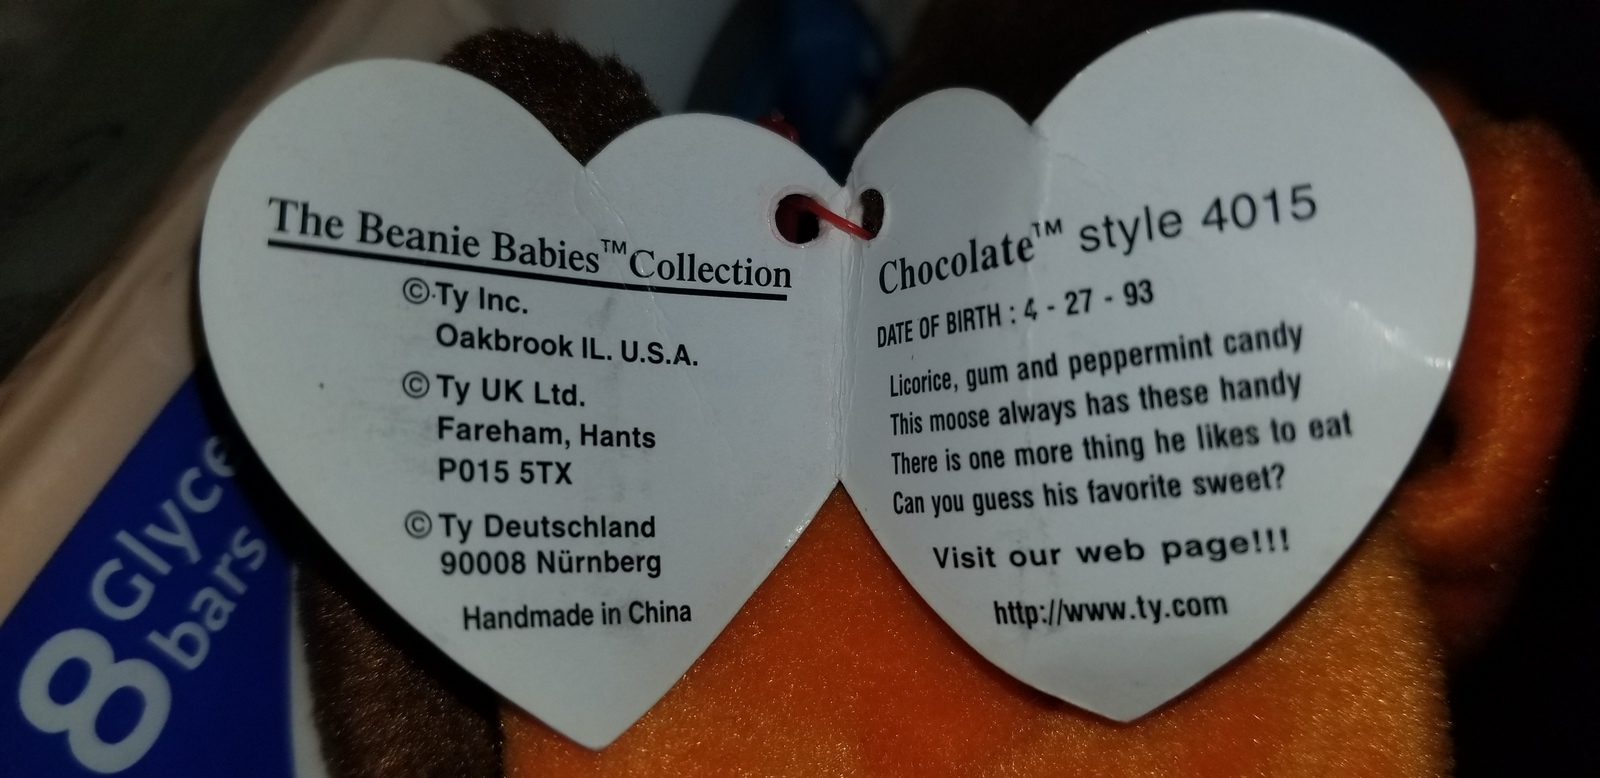 The Beanie Babies™ Collection
© Ty Inc.
Oakbrook IL. U.S.A.
© Ty UK Ltd.
Fareham, Hants
P015 5TX
© Ty Deutschland
90008 Nürnberg
Handmade in China
Chocolate™ style 4015
DATE OF BIRTH : 4 - 27 - 93
Licorice, gum and peppermint candy
This moose always has these handy
There is one more thing he likes to eat
Can you guess his favorite sweet?
Visit our web page!!!
http://www.ty.com
8 Glyce
bars